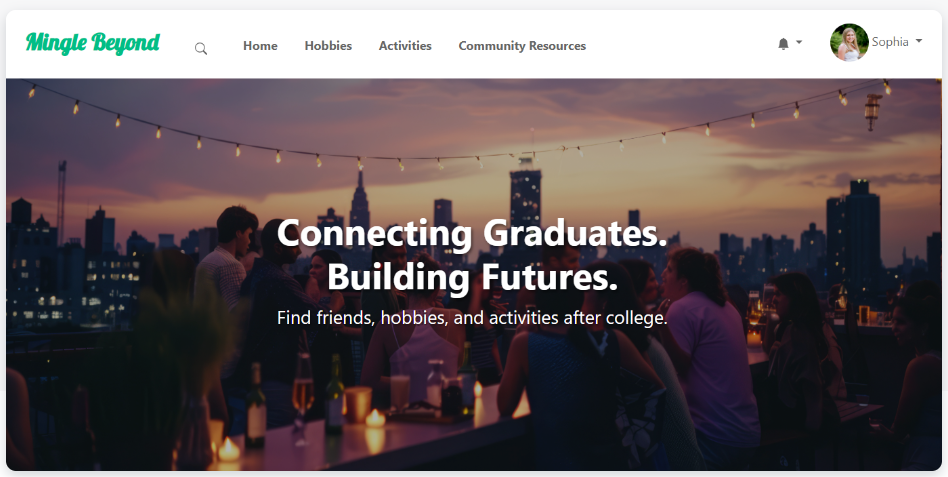 Mingle Beyond
Home Hobbies Activities Community Resources
Sophia
Connecting Graduates.
Building Futures.
Find friends, hobbies, and activities after college.